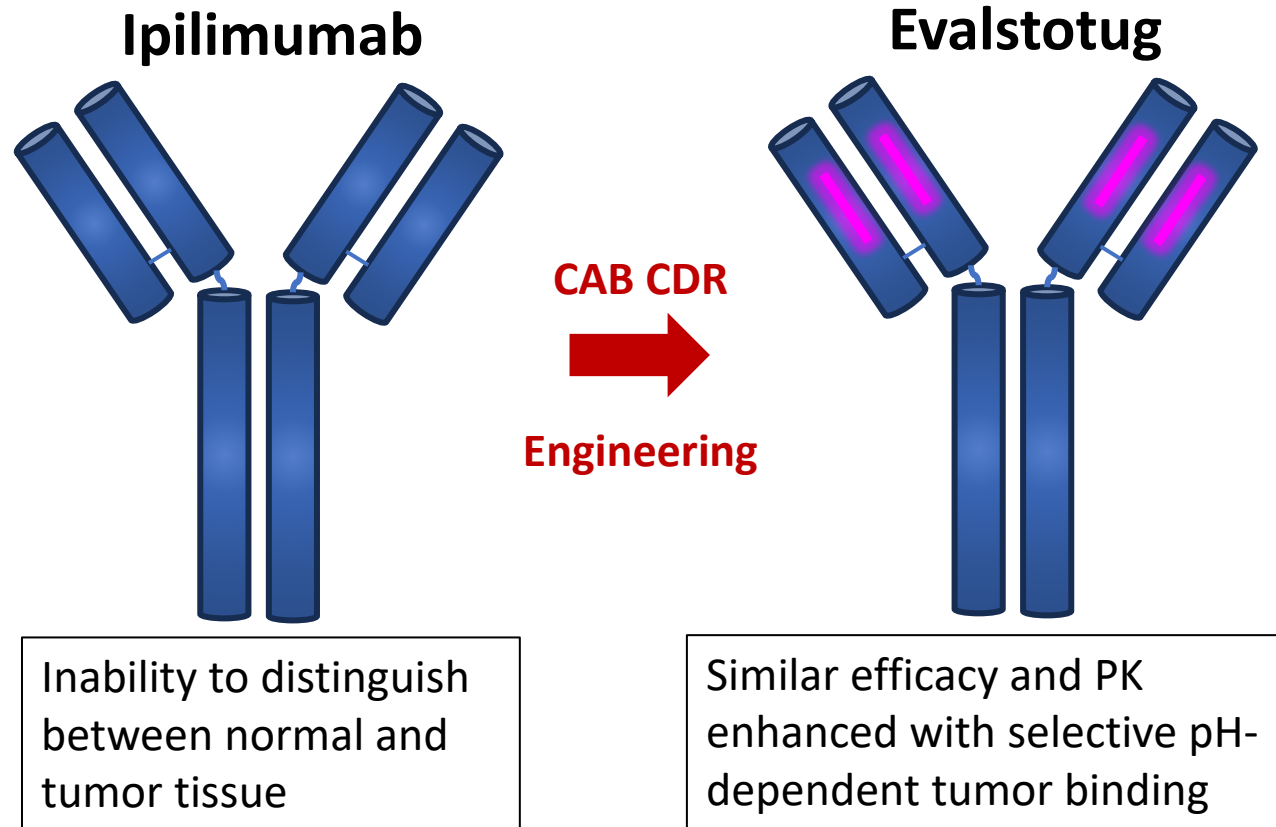 Ipilimumab
Evalstotug
CAB CDR
Engineering
Inability to distinguish
between normal and
tumor tissue
Similar efficacy and PK
enhanced with selective pH-
dependent tumor binding